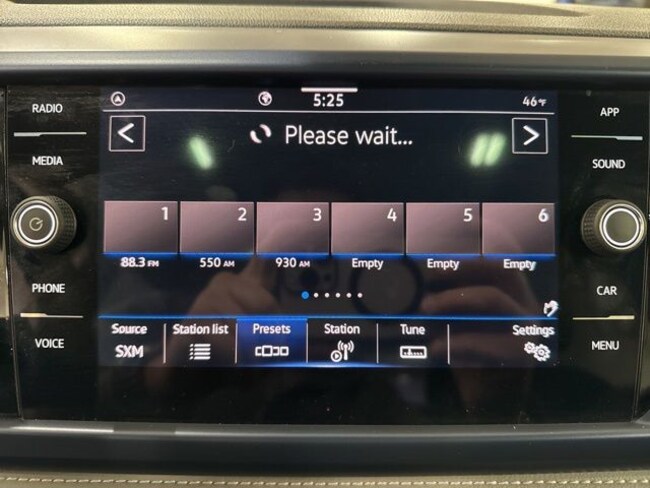 RADIO
MEDIA
PHONE
VOICE
5:25
46°F
Please wait...
1
2
3
4
5
6
88.3 FM
550 AM
930 AM
Empty
Empty
Empty
Source
SXM
Station list
Presets
Station
Tune
Settings
APP
SOUND
CAR
MENU